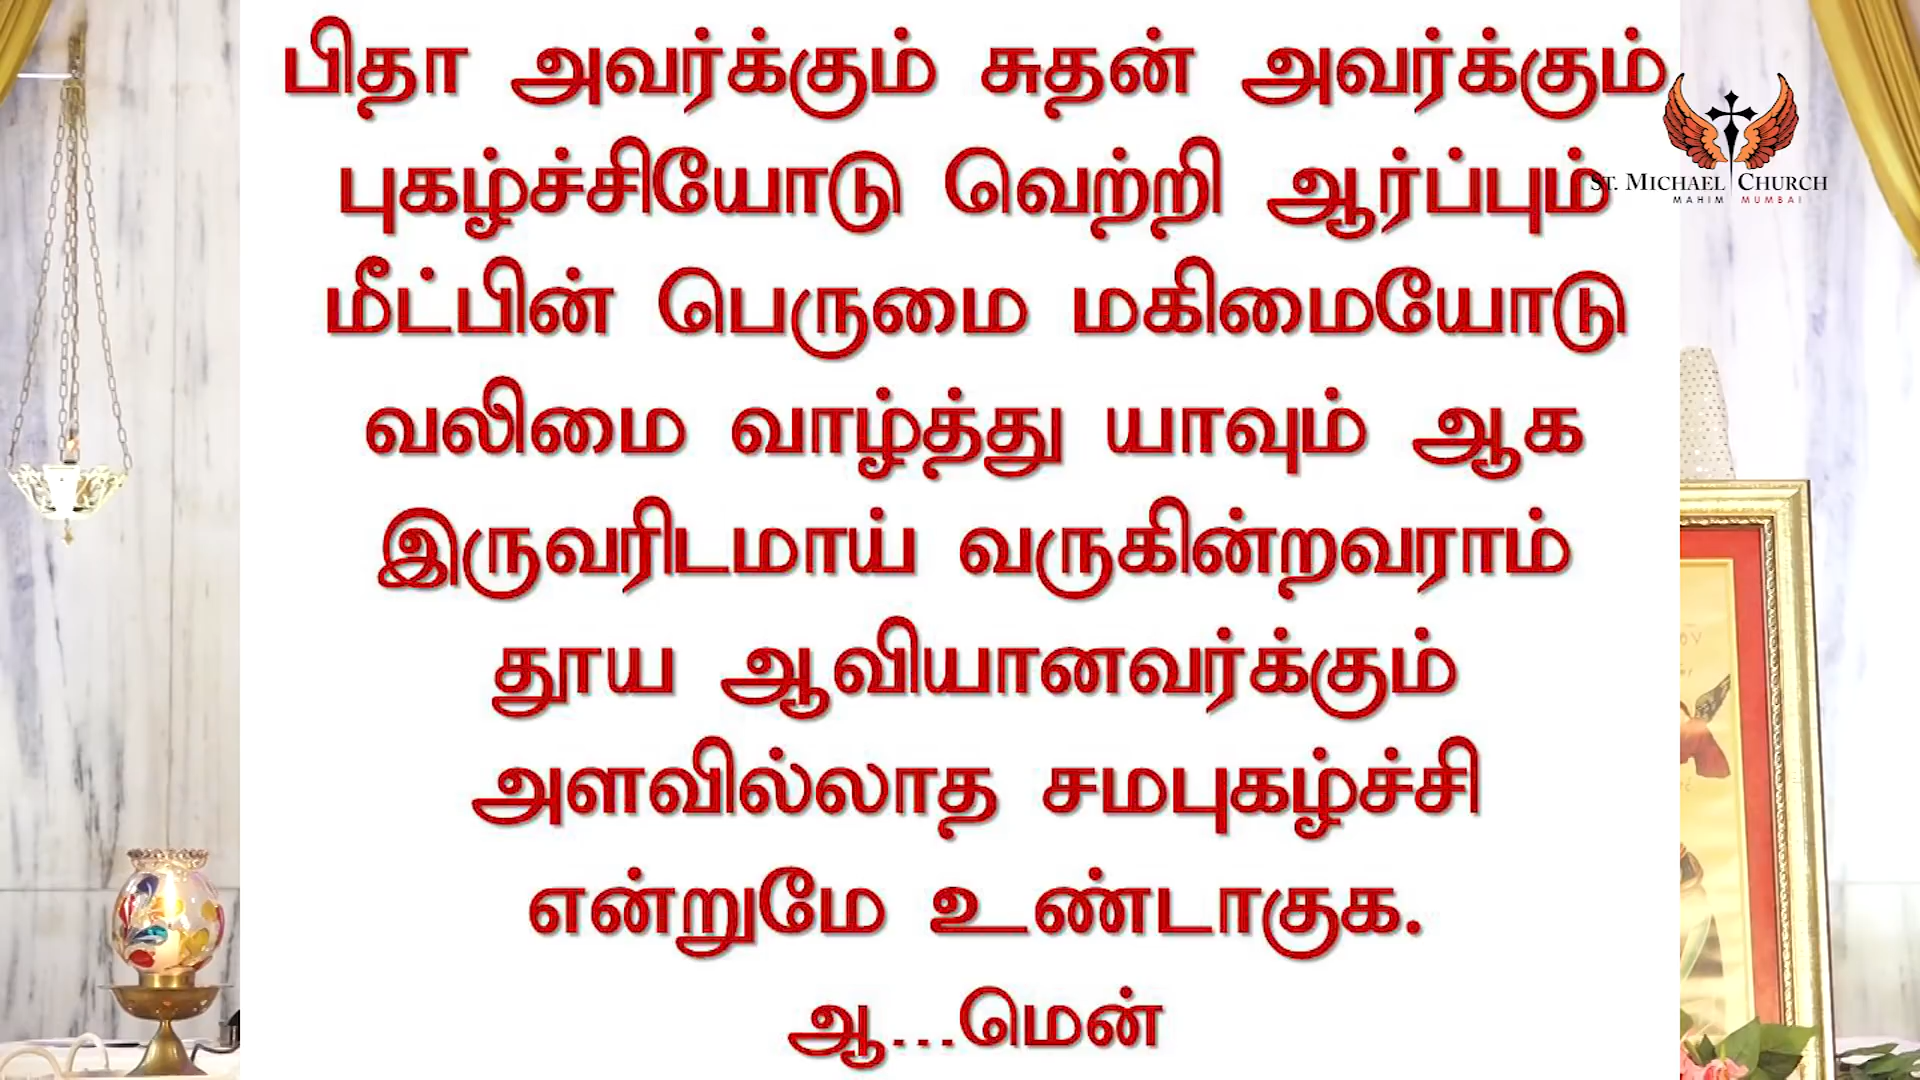 பிதா அவர்க்கும் சுதன் அவர்க்கும்
புகழ்ச்சியோடு வெற்றி ஆர்ப்பும்
மீட்பின் பெருமை மகிமையோடு
வலிமை வாழ்த்து யாவும் ஆக
இருவரிடமாய் வருகின்றவராம்
தூய ஆவியானவர்க்கும்
அளவில்லாத சமபுகழ்ச்சி
என்றுமே உண்டாகுக.
ஆ...மென்
ST. MICHAEL CHURCH
MAHIM MUMBAI